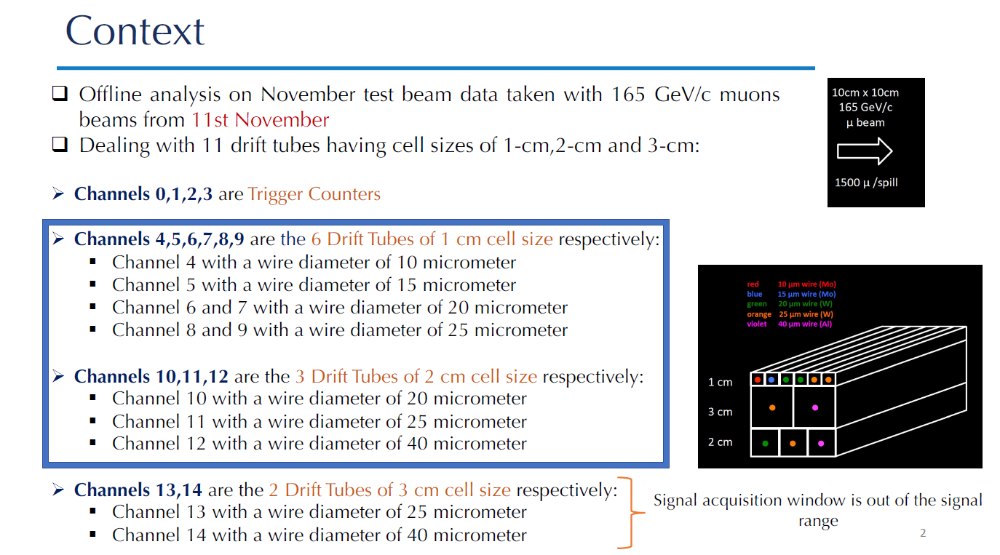 Context
❑ Offline analysis on November test beam data taken with 165 GeV/c muons
beams from 11st November
❑ Dealing with 11 drift tubes having cell sizes of 1-cm,2-cm and 3-cm:
➢ Channels 0,1,2,3 are Trigger Counters
➢ Channels 4,5,6,7,8,9 are the 6 Drift Tubes of 1 cm cell size respectively:
▪ Channel 4 with a wire diameter of 10 micrometer
▪ Channel 5 with a wire diameter of 15 micrometer
▪ Channel 6 and 7 with a wire diameter of 20 micrometer
▪ Channel 8 and 9 with a wire diameter of 25 micrometer
➢ Channels 10,11,12 are the 3 Drift Tubes of 2 cm cell size respectively:
▪ Channel 10 with a wire diameter of 20 micrometer
▪ Channel 11 with a wire diameter of 25 micrometer
▪ Channel 12 with a wire diameter of 40 micrometer
➢ Channels 13,14 are the 2 Drift Tubes of 3 cm cell size respectively:
▪ Channel 13 with a wire diameter of 25 micrometer
▪ Channel 14 with a wire diameter of 40 micrometer
Signal acquisition window is out of the signal
range
10cm x 10cm
165 GeV/c
μ beam
1500 μ /spill
red 10 μm wire (Mo)
blue 15 μm wire (Mo)
green 20 μm wire (W)
orange 25 μm wire (W)
violet 40 μm wire (Al)
1 cm
3 cm
2 cm
2